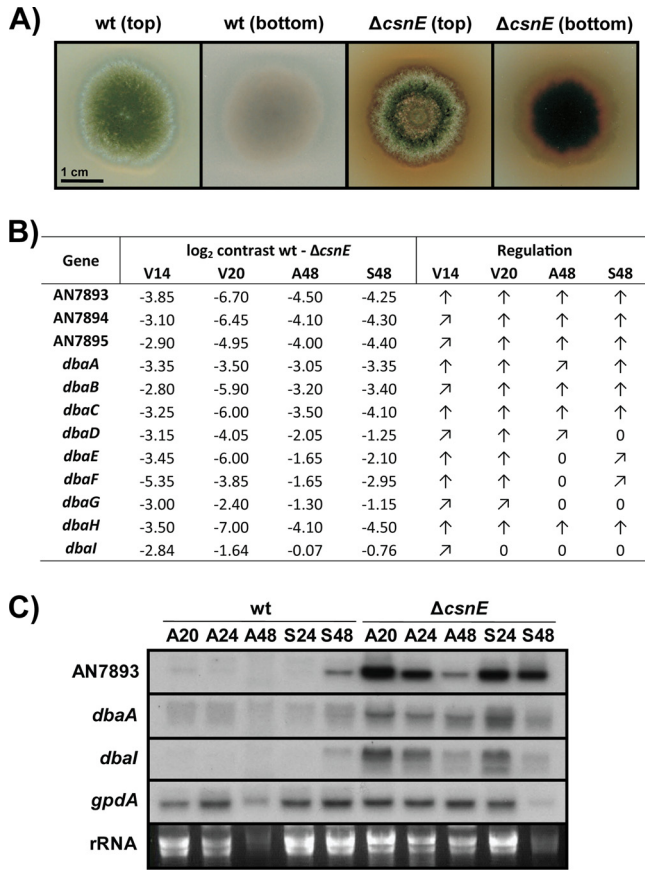 A)
wt (top) wt (bottom) ΔcsnE (top) ΔcsnE (bottom)
1 cm
B)
Gene log2 contrast wt - ΔcsnE Regulation
V14 V20 A48 S48 V14 V20 A48 S48
AN7893 -3.85 -6.70 -4.50 -4.25 ↑ ↑ ↑ ↑
AN7894 -3.10 -6.45 -4.10 -4.30 ↗ ↑ ↑ ↑
AN7895 -2.90 -4.95 -4.00 -4.40 ↗ ↑ ↑ ↑
dbaA -3.35 -3.50 -3.05 -3.35 ↑ ↑ ↗ ↑
dbaB -2.80 -5.90 -3.20 -3.40 ↗ ↑ ↑ ↑
dbaC -3.25 -6.00 -3.50 -4.10 ↑ ↑ ↑ ↑
dbaD -3.15 -4.05 -2.05 -1.25 ↗ ↑ ↗ 0
dbaE -3.45 -6.00 -1.65 -2.10 ↑ ↑ 0 ↗
dbaF -5.35 -3.85 -1.65 -2.95 ↑ ↑ 0 ↗
dbaG -3.00 -2.40 -1.30 -1.15 ↗ ↗ 0 0
dbaH -3.50 -7.00 -4.10 -4.50 ↑ ↑ ↑ ↑
dbaI -2.84 -1.64 -0.07 -0.76 ↗ 0 0 0
C)
wt ΔcsnE
A20 A24 A48 S24 S48 A20 A24 A48 S24 S48
AN7893
dbaA
dbaI
gpdA
rRNA